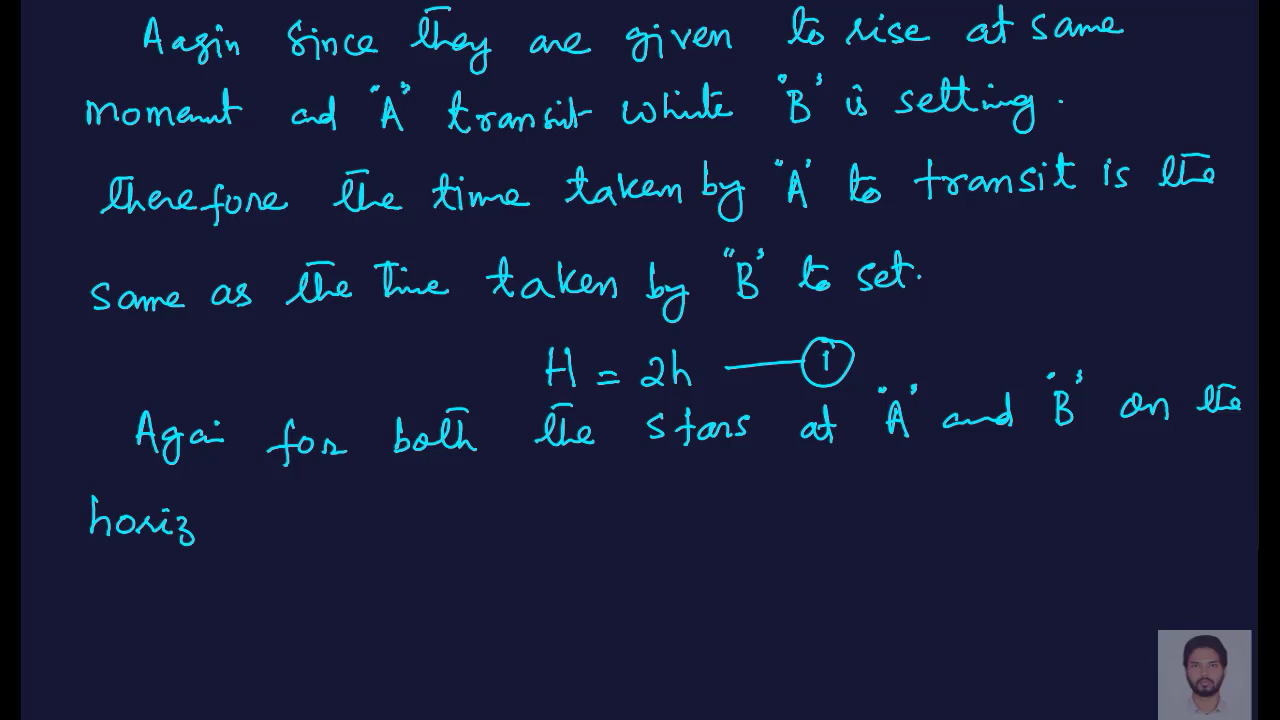 Aagin since they are given to rise at same
moment and "A" transit while "B" is setting.
therefore the time taken by "A" to transit is the
same as the time taken by "B" to set.
H = 2h —— ①
Again for both the stars at "A" and "B" on the
horiz